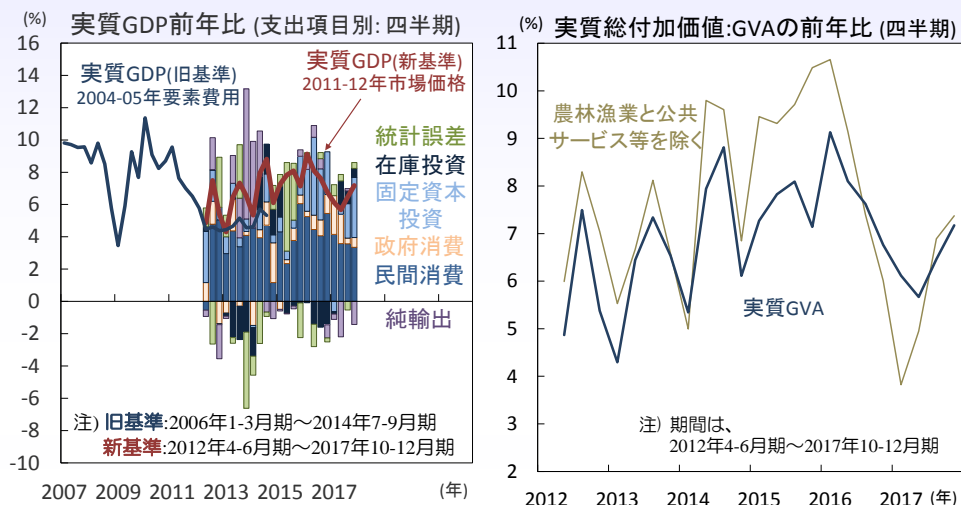 (%)
実質GDP前年比 (支出項目別: 四半期)
16
14
12
10
8
6
4
2
0
-2
-4
-6
-8
-10
実質GDP(旧基準)
2004-05年要素費用
実質GDP(新基準)
2011-12年市場価格
統計誤差
在庫投資
固定資本
投資
政府消費
民間消費
純輸出
注) 旧基準:2006年1-3月期～2014年7-9月期
新基準:2012年4-6月期～2017年10-12月期
2007 2009 2011 2013 2015 2017 (年)
(%)
実質総付加価値:GVAの前年比 (四半期)
11
10
9
8
7
6
5
4
3
2
農林漁業と公共
サービス等を除く
実質GVA
注) 期間は、
2012年4-6月期～2017年10-12月期
2012 2013 2014 2015 2016 2017 (年)